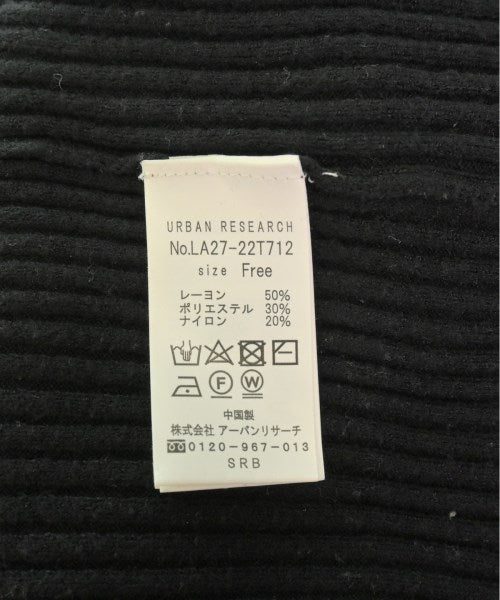 URBAN RESEARCH
No.LA27-22T712
size Free
レーヨン 50%
ポリエステル 30%
ナイロン 20%
F W
中国製
株式会社 アーバンリサーチ
0120-967-013
SRB